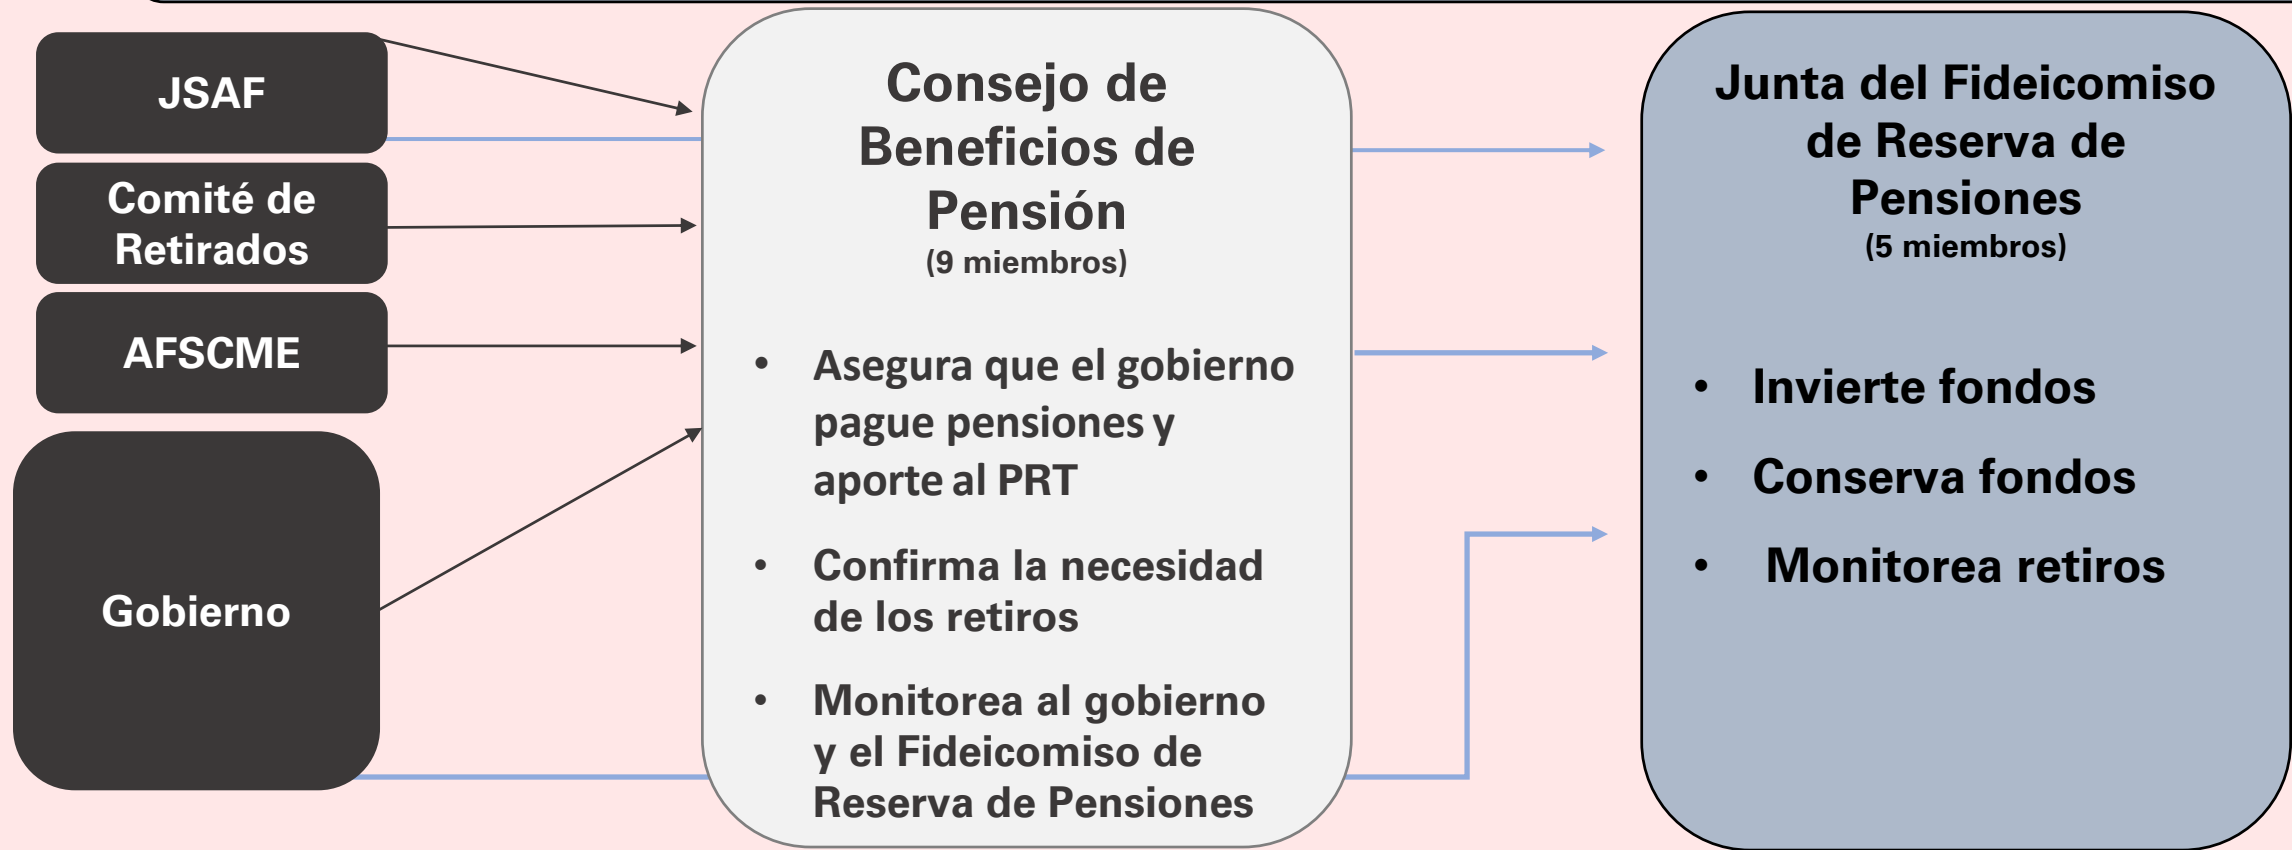 JSAF
Comité de
Retirados
AFSCME
Gobierno
Consejo de
Beneficios de
Pensión
(9 miembros)
• Asegura que el gobierno
pague pensiones y
aporte al PRT
• Confirma la necesidad
de los retiros
• Monitorea al gobierno
y el Fideicomiso de
Reserva de Pensiones
Junta del Fideicomiso
de Reserva de
Pensiones
(5 miembros)
• Invierte fondos
• Conserva fondos
• Monitorea retiros